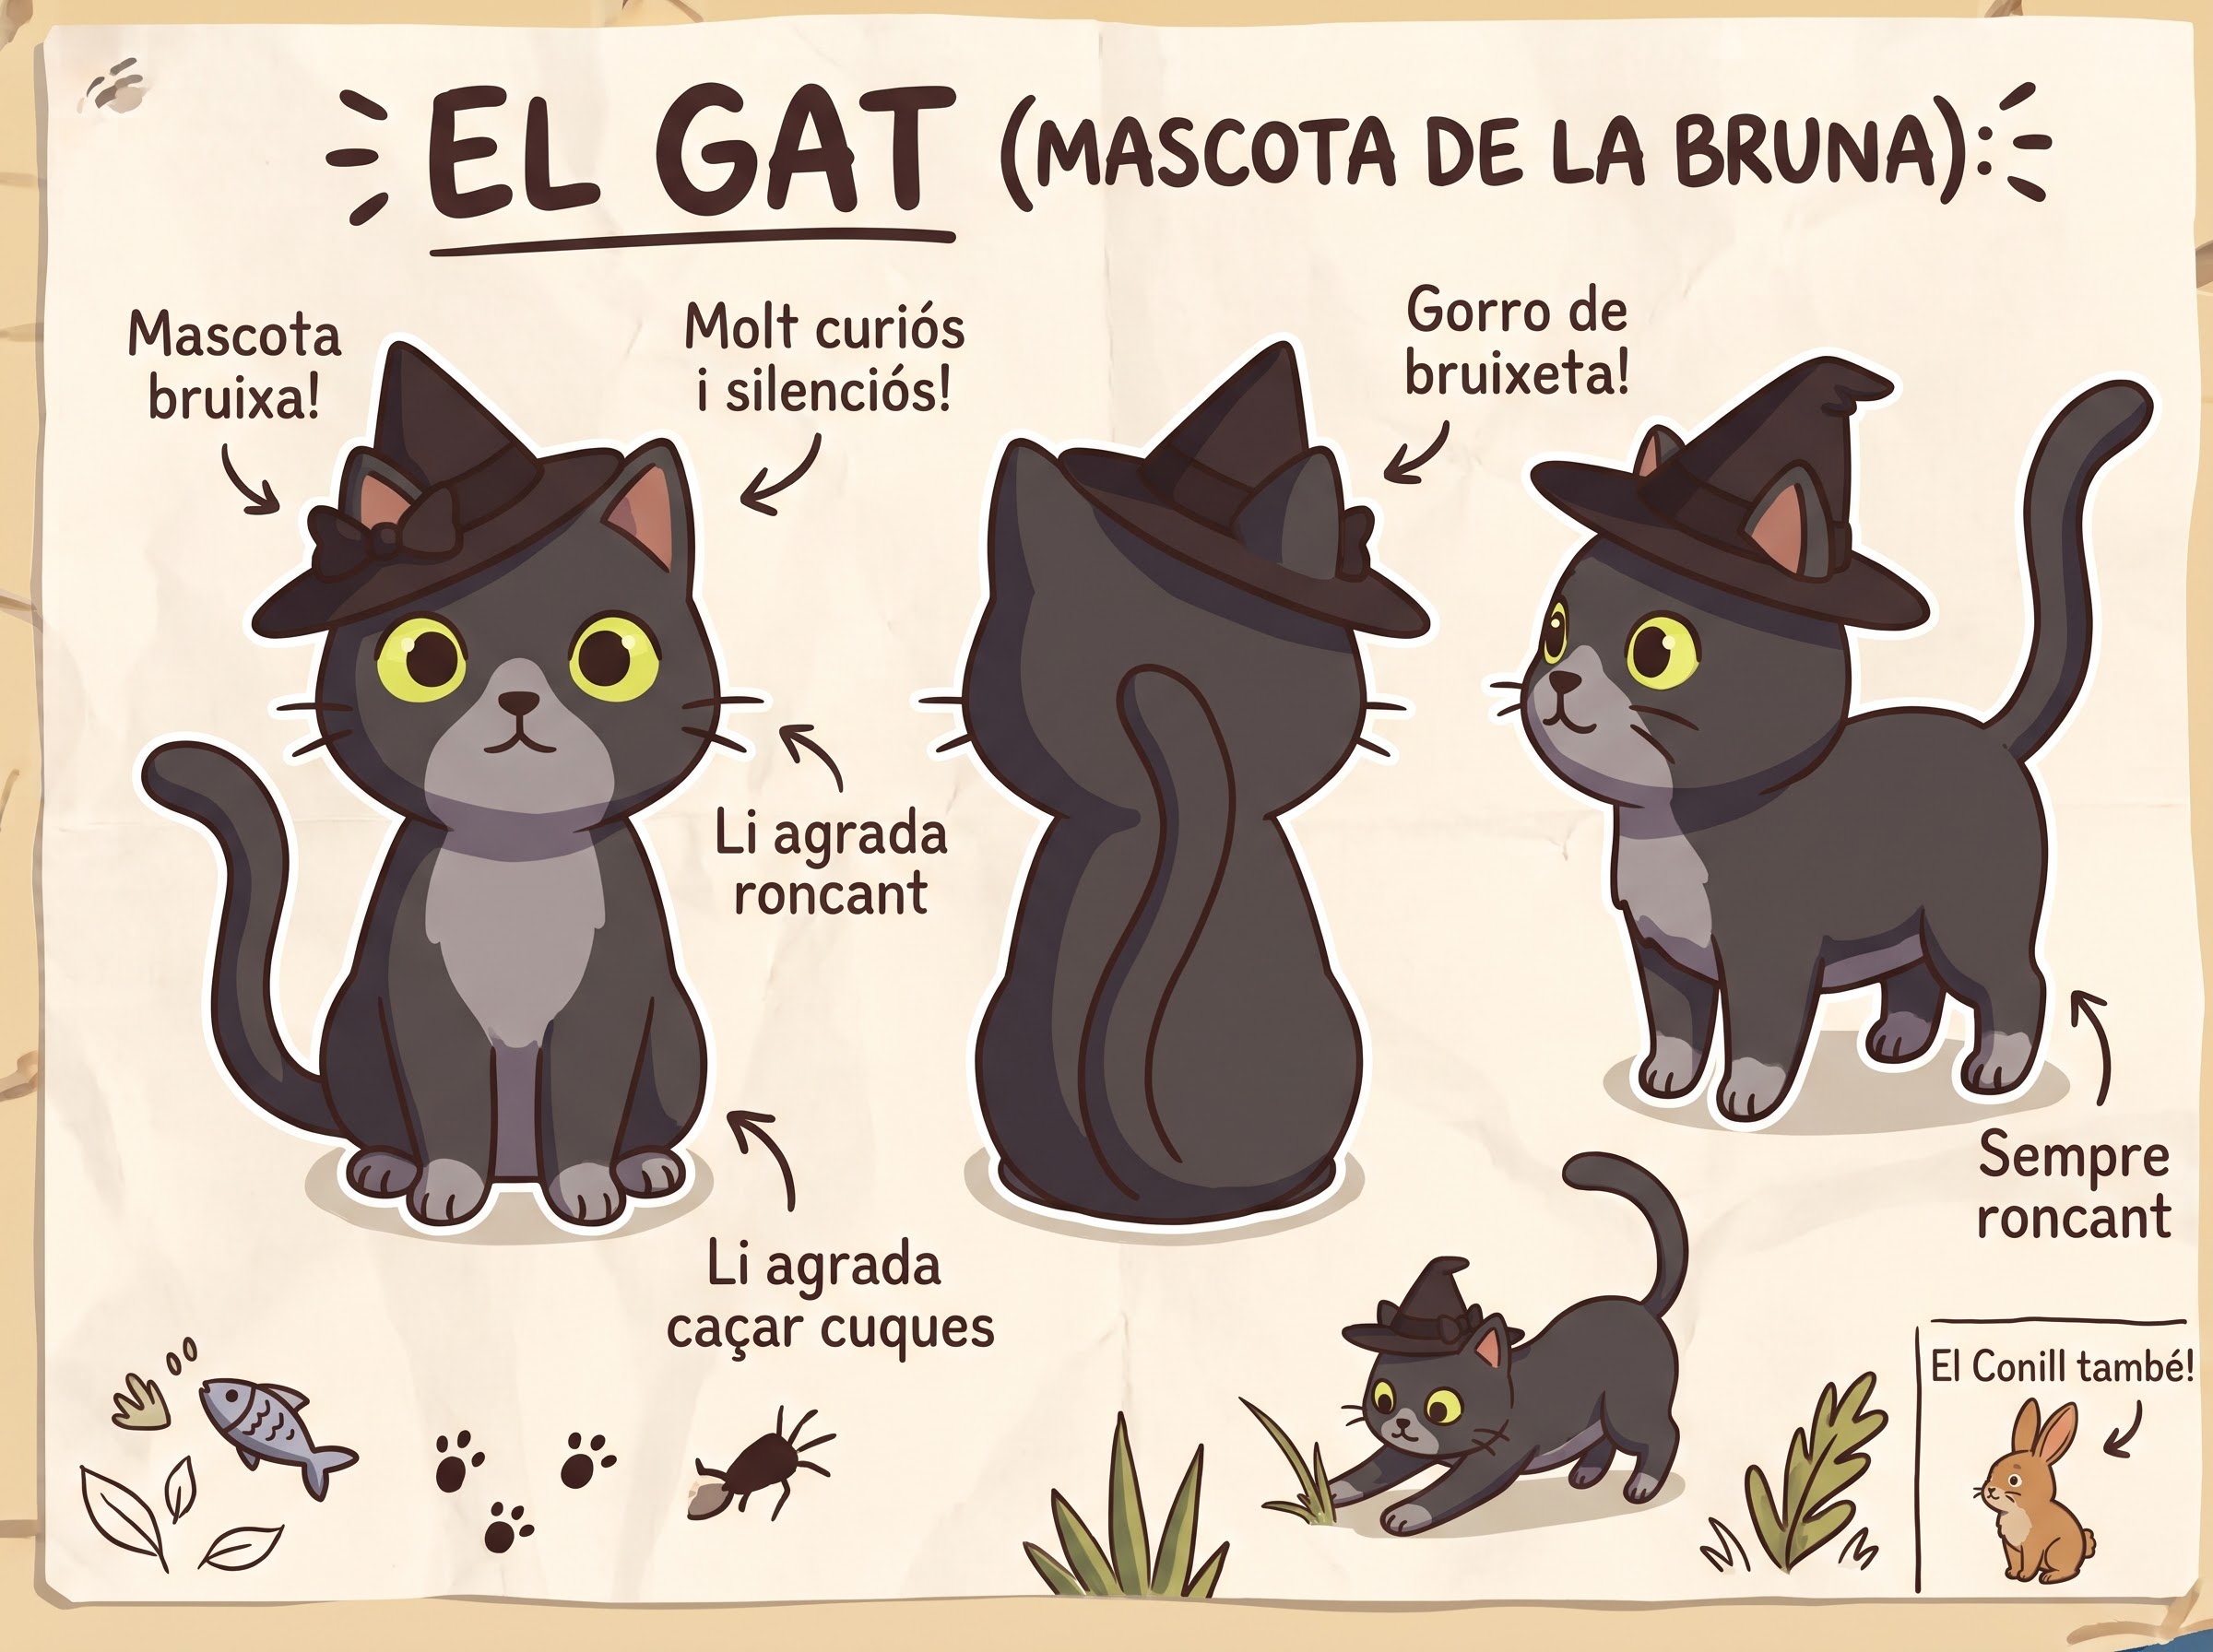 EL GAT (MASCOTA DE LA BRUNA):
Mascota
bruixa!
Molt curiós
i silenciós!
Gorro de
bruixeta!
Li agrada
roncant
Li agrada
caçar cuques
Sempre
roncant
El Conill també!